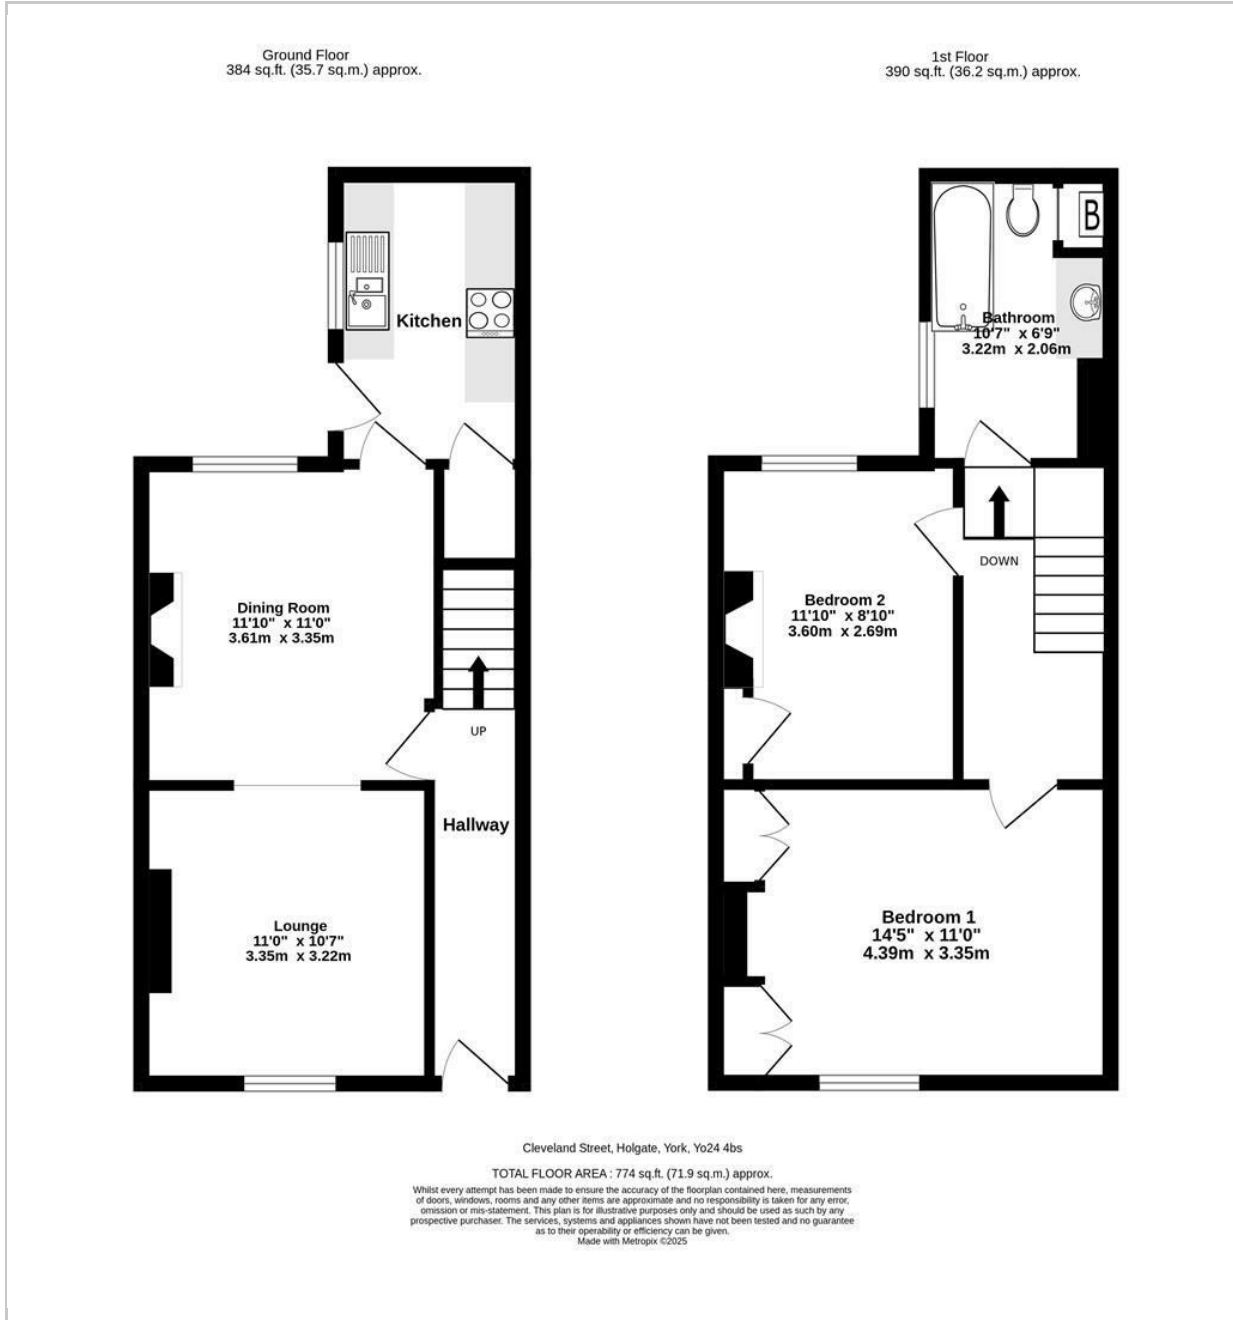 Ground Floor
384 sq.ft. (35.7 sq.m.) approx.
1st Floor
390 sq.ft. (36.2 sq.m.) approx.
Kitchen
Dining Room
11'10" x 11'0"
3.61m x 3.35m
UP
Hallway
Lounge
11'0" x 10'7"
3.35m x 3.22m
B
Bathroom
10'7" x 6'9"
3.22m x 2.06m
DOWN
Bedroom 2
11'10" x 8'10"
3.60m x 2.69m
Bedroom 1
14'5" x 11'0"
4.39m x 3.35m
Cleveland Street, Holgate, York, Yo24 4bs
TOTAL FLOOR AREA : 774 sq.ft. (71.9 sq.m.) approx.
Whilst every attempt has been made to ensure the accuracy of the floorplan contained here, measurements
of doors, windows, rooms and any other items are approximate and no responsibility is taken for any error,
omission or mis-statement. This plan is for illustrative purposes only and should be used as such by any
prospective purchaser. The services, systems and appliances shown have not been tested and no guarantee
as to their operability or efficiency can be given.
Made with Metropix ©2025